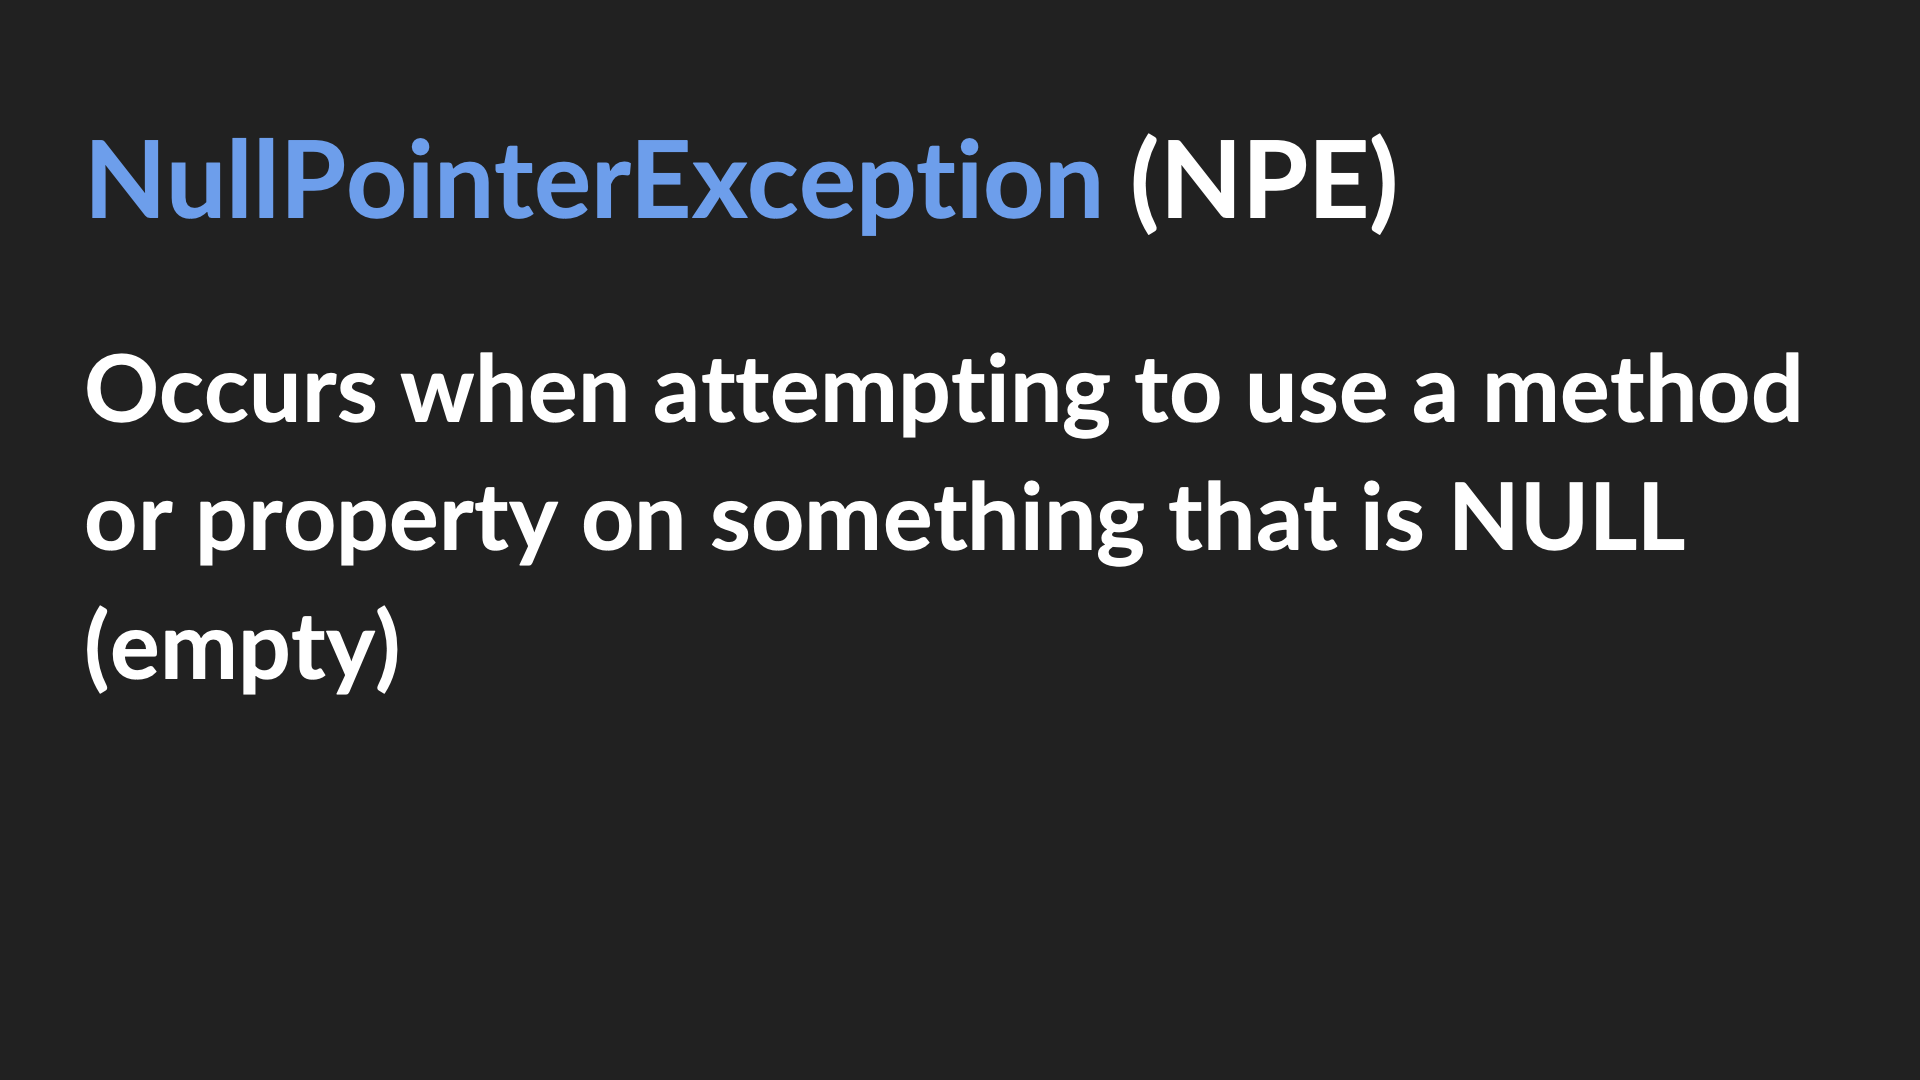 NullPointerException (NPE)
Occurs when attempting to use a method
or property on something that is NULL
(empty)